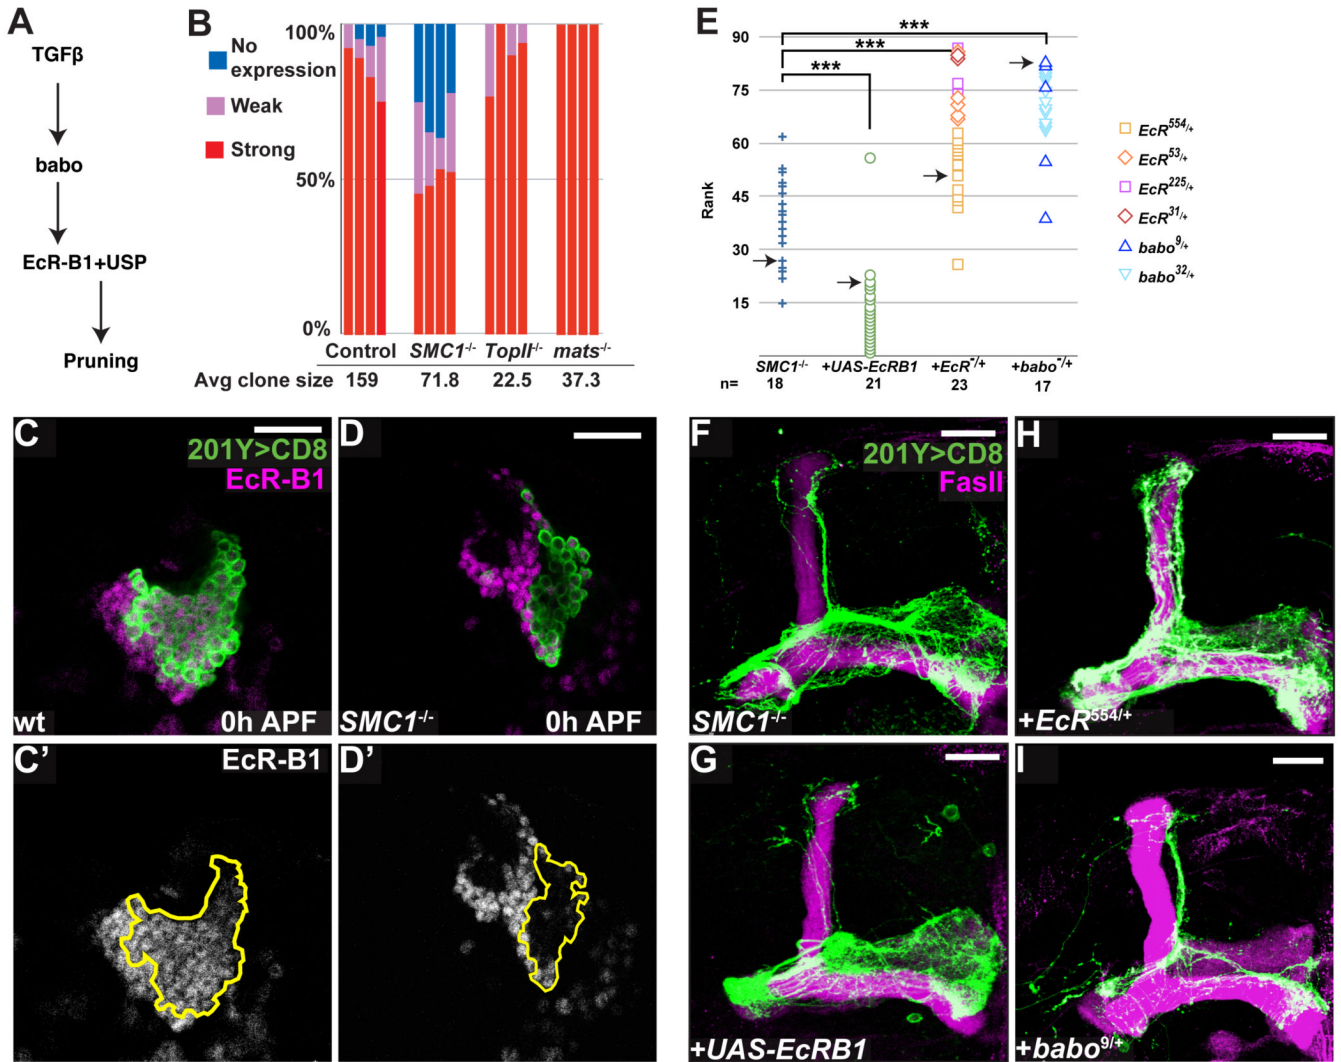 A
TGFβ
babo
EcR-B1+USP
Pruning
B
No expression
Weak
Strong
100%
50%
0%
Control SMC1-/- TopII-/- mats-/-
Avg clone size 159 71.8 22.5 37.3
E
Rank
90
75
60
45
30
15
***
***
***
SMC1-/- +UAS-EcRB1 +EcR-/+ +babo-/+
n= 18 21 23 17
EcR554/+
EcR53/+
EcR225/+
EcR31/+
babo9/+
babo32/+
C
201Y>CD8
EcR-B1
wt 0h APF
D
SMC1-/- 0h APF
C'
EcR-B1
D'
F
201Y>CD8
FasII
SMC1-/-
H
+EcR554/+
G
+UAS-EcRB1
I
+babo9/+